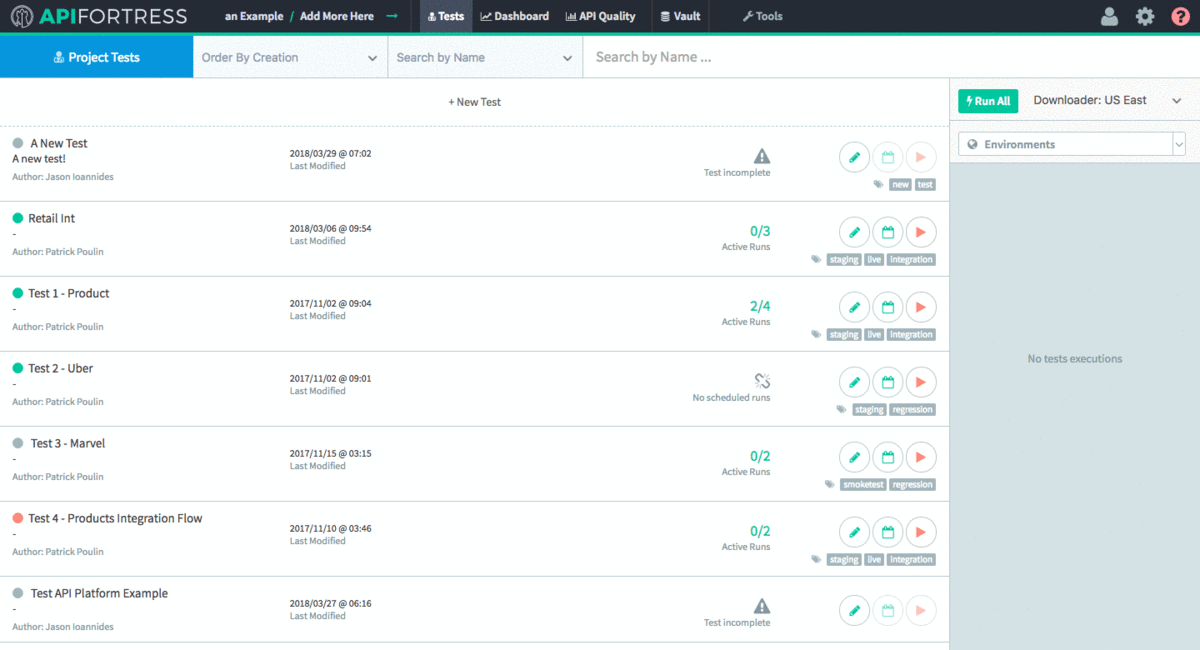 APIFORTRESS an Example / Add More Here → Tests Dashboard API Quality Vault Tools ?
Project Tests Order By Creation Search by Name Search by Name ...
+ New Test
Run All Downloader: US East
Environments
No tests executions
A New Test
A new test!
Author: Jason Ioannides
2018/03/29 @ 07:02
Last Modified
Test incomplete
new test
Retail Int
-
Author: Patrick Poulin
2018/03/06 @ 09:54
Last Modified
0/3
Active Runs
staging live integration
Test 1 - Product
-
Author: Patrick Poulin
2017/11/02 @ 09:04
Last Modified
2/4
Active Runs
staging live integration
Test 2 - Uber
-
Author: Patrick Poulin
2017/11/02 @ 09:01
Last Modified
No scheduled runs
staging regression
Test 3 - Marvel
-
Author: Patrick Poulin
2017/11/15 @ 03:15
Last Modified
0/2
Active Runs
smoketest regression
Test 4 - Products Integration Flow
-
Author: Patrick Poulin
2017/11/10 @ 03:46
Last Modified
0/2
Active Runs
staging live integration
Test API Platform Example
-
Author: Jason Ioannides
2018/03/27 @ 06:16
Last Modified
Test incomplete